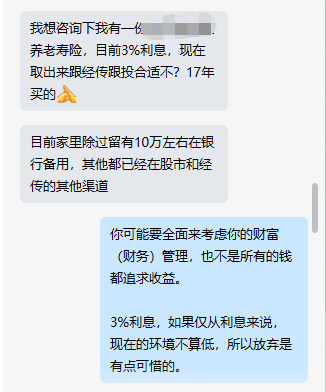 我想咨询下我有一份
养老寿险，目前3%利息，现在
取出来跟经传跟投合适不？17年
买的
目前家里除过留有10万左右在银
行备用，其他都已经在股市和经
传的其他渠道
你可能要全面来考虑你的财富
（财务）管理，也不是所有的钱
都追求收益。
3%利息，如果仅从利息来说，
现在的环境不算低，所以放弃是
有点可惜的。